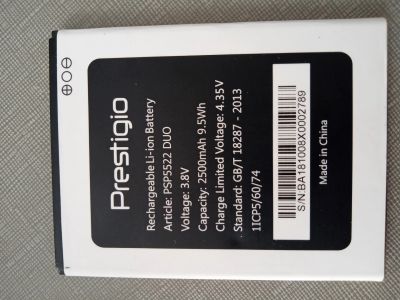 Prestigio
Rechargeable Li-ion Battery
Article: PSP5522 DUO
Voltage: 3.8V
Capacity: 2500mAh 9.5Wh
Charge Limited Voltage: 4.35V
Standard: GB/T 18287 - 2013
1ICP5/60/74
S/N:BA181008X0002789
Made in China